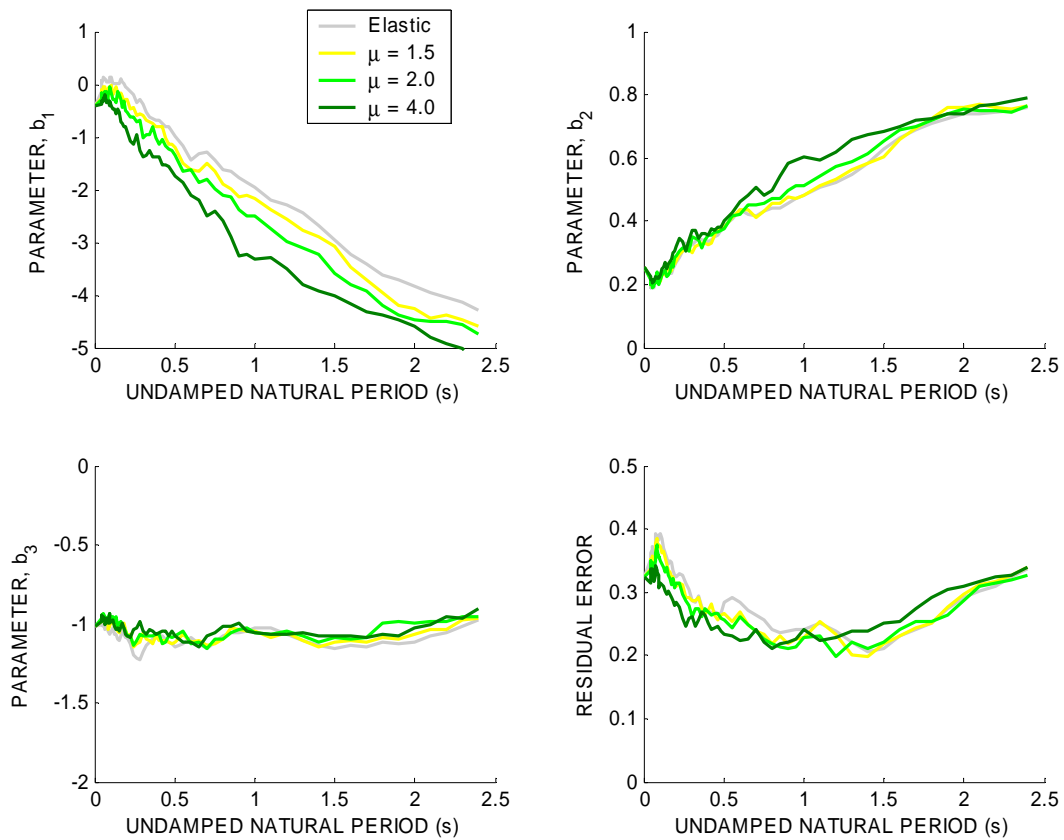 Elastic
μ = 1.5
μ = 2.0
μ = 4.0
1
0
-1
-2
-3
-4
-5
PARAMETER, b1
0 0.5 1 1.5 2 2.5
UNDAMPED NATURAL PERIOD (s)
1
0.8
0.6
0.4
0.2
0
PARAMETER, b2
0 0.5 1 1.5 2 2.5
UNDAMPED NATURAL PERIOD (s)
0
-0.5
-1
-1.5
-2
PARAMETER, b3
0 0.5 1 1.5 2 2.5
UNDAMPED NATURAL PERIOD (s)
0.5
0.4
0.3
0.2
0.1
0
RESIDUAL ERROR
0 0.5 1 1.5 2 2.5
UNDAMPED NATURAL PERIOD (s)